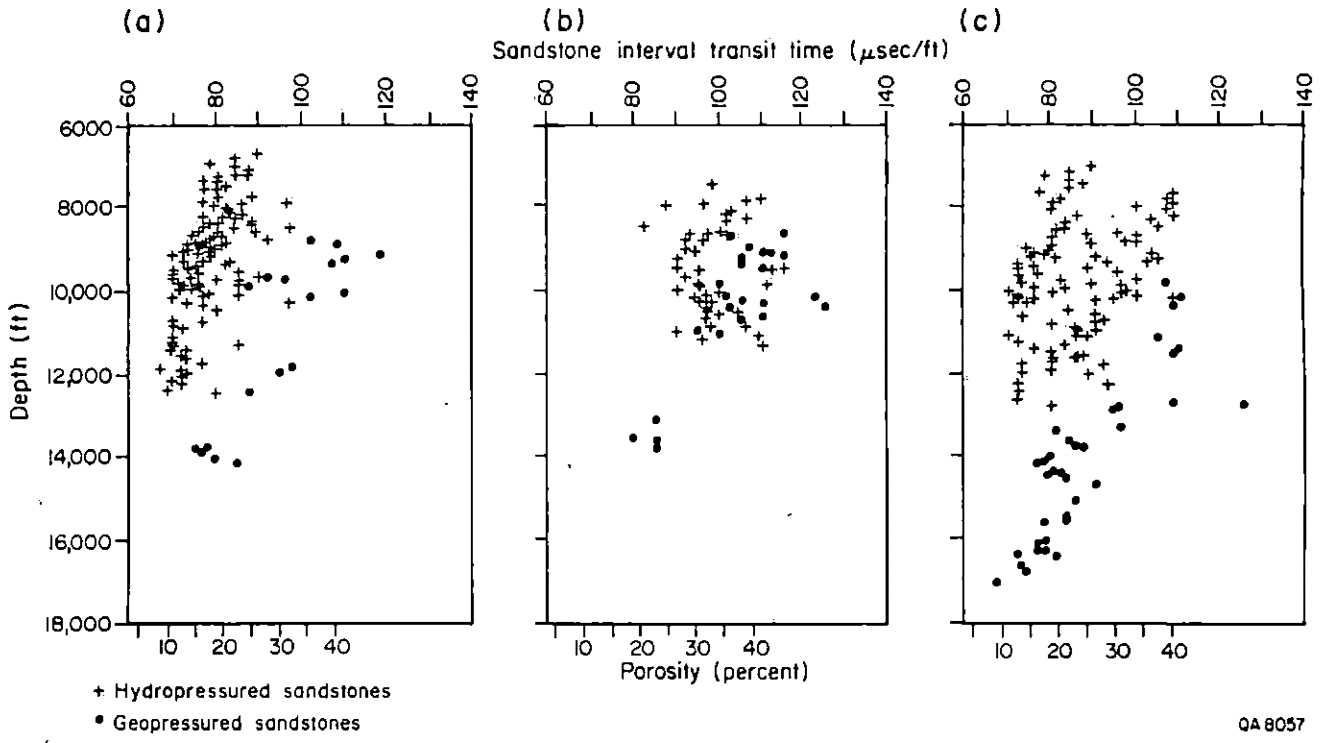 (a) (b) (c)
Sandstone interval transit time (μsec/ft)
60 80 100 140 60 80 100 120 140 60 80 100 120 140
6000
8000
10,000
12,000
14,000
16,000
18,000
Depth (ft)
10 20 30 40 10 20 30 40 10 20 30 40
Porosity (percent)
+ Hydropressured sandstones
• Geopressured sandstones
QA 8057